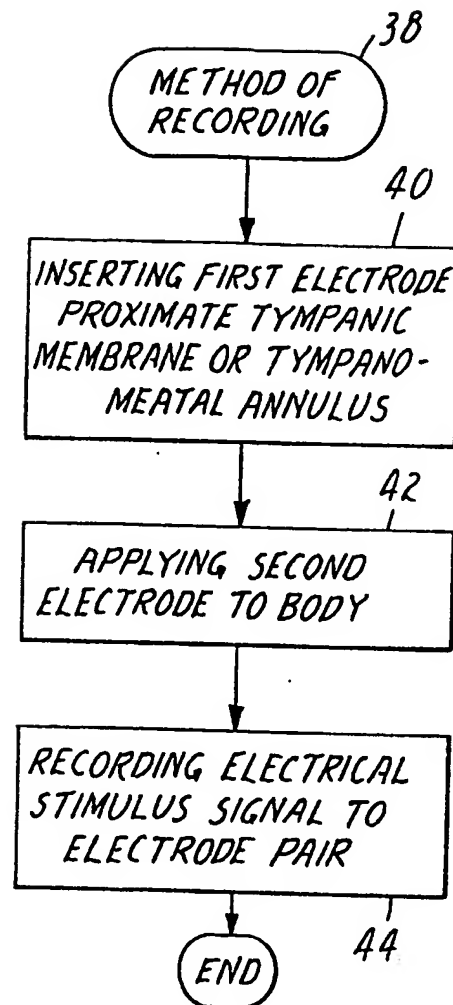 38
METHOD OF
RECORDING
40
INSERTING FIRST ELECTRODE
PROXIMATE TYMPANIC
MEMBRANE OR TYMPANO-
MEATAL ANNULUS
42
APPLYING SECOND
ELECTRODE TO BODY
RECORDING ELECTRICAL
STIMULUS SIGNAL TO
ELECTRODE PAIR
44
END